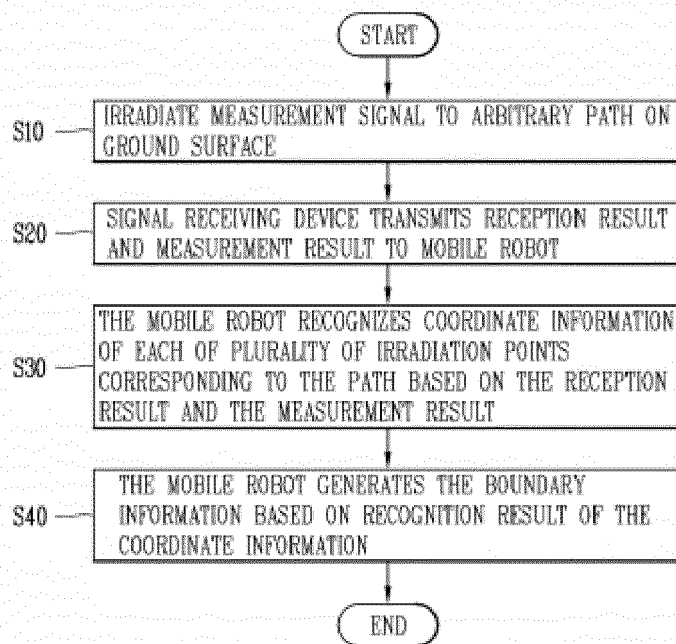 START
S10
IRRADIATE MEASUREMENT SIGNAL TO ARBITRARY PATH ON
GROUND SURFACE
S20
SIGNAL RECEIVING DEVICE TRANSMITS RECEPTION RESULT
AND MEASUREMENT RESULT TO MOBILE ROBOT
S30
THE MOBILE ROBOT RECOGNIZES COORDINATE INFORMATION
OF EACH OF PLURALITY OF IRRADIATION POINTS
CORRESPONDING TO THE PATH BASED ON THE RECEPTION
RESULT AND THE MEASUREMENT RESULT
S40
THE MOBILE ROBOT GENERATES THE BOUNDARY
INFORMATION BASED ON RECOGNITION RESULT OF THE
COORDINATE INFORMATION
END